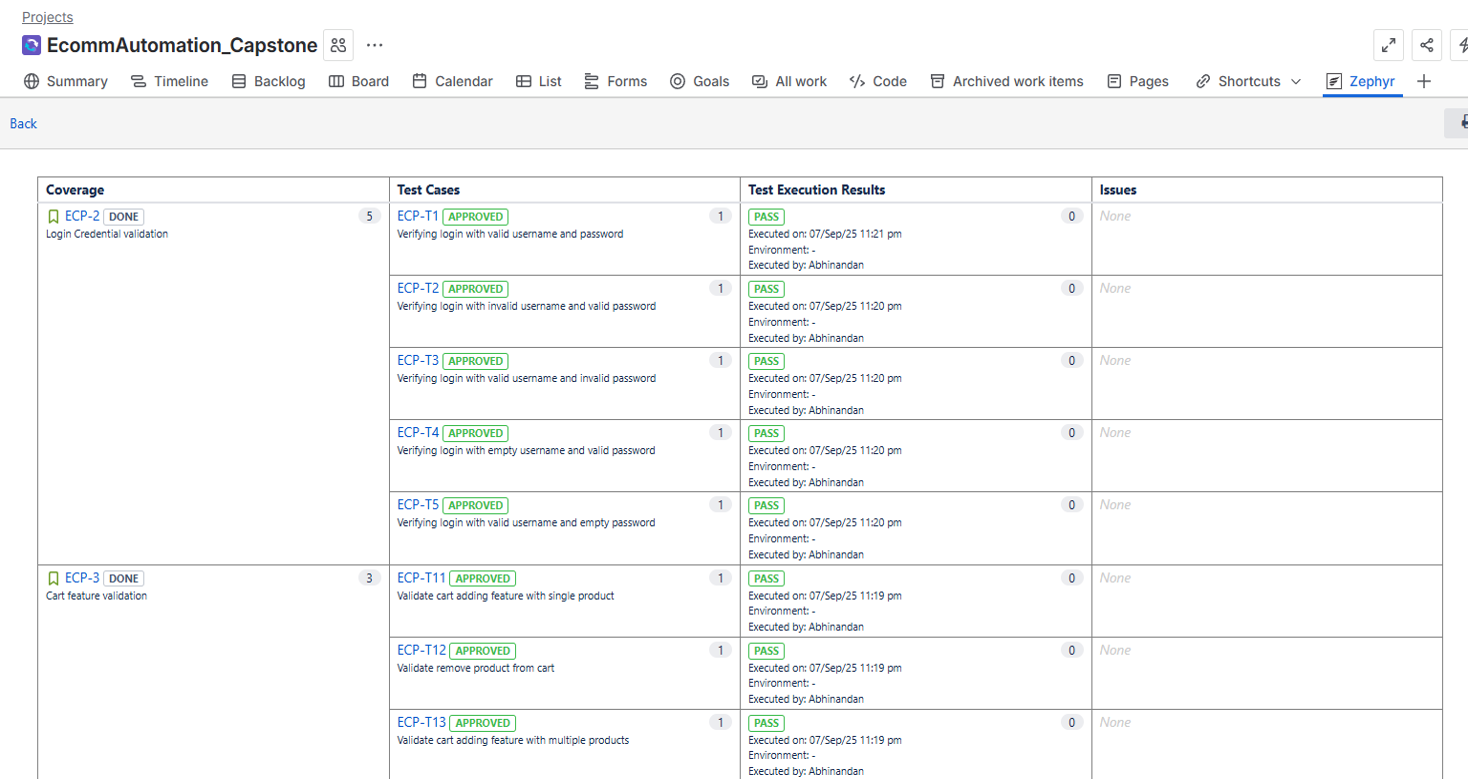 Projects
EcommAutomation_Capstone
Summary Timeline Backlog Board Calendar List Forms Goals All work Code Archived work items Pages Shortcuts Zephyr
Back
Coverage Test Cases Test Execution Results Issues
ECP-2 DONE 5 ECP-T1 APPROVED 1 PASS 0 None
Login Credential validation Verifying login with valid username and password Executed on: 07/Sep/25 11:21 pm
Environment: -
Executed by: Abhinandan
ECP-T2 APPROVED 1 PASS 0 None
Verifying login with invalid username and valid password Executed on: 07/Sep/25 11:20 pm
Environment: -
Executed by: Abhinandan
ECP-T3 APPROVED 1 PASS 0 None
Verifying login with valid username and invalid password Executed on: 07/Sep/25 11:20 pm
Environment: -
Executed by: Abhinandan
ECP-T4 APPROVED 1 PASS 0 None
Verifying login with empty username and valid password Executed on: 07/Sep/25 11:20 pm
Environment: -
Executed by: Abhinandan
ECP-T5 APPROVED 1 PASS 0 None
Verifying login with valid username and empty password Executed on: 07/Sep/25 11:20 pm
Environment: -
Executed by: Abhinandan
ECP-3 DONE 3 ECP-T11 APPROVED 1 PASS 0 None
Cart feature validation Validate cart adding feature with single product Executed on: 07/Sep/25 11:19 pm
Environment: -
Executed by: Abhinandan
ECP-T12 APPROVED 1 PASS 0 None
Validate remove product from cart Executed on: 07/Sep/25 11:19 pm
Environment: -
Executed by: Abhinandan
ECP-T13 APPROVED 1 PASS 0 None
Validate cart adding feature with multiple products Executed on: 07/Sep/25 11:19 pm
Environment: -
Executed by: Abhinandan